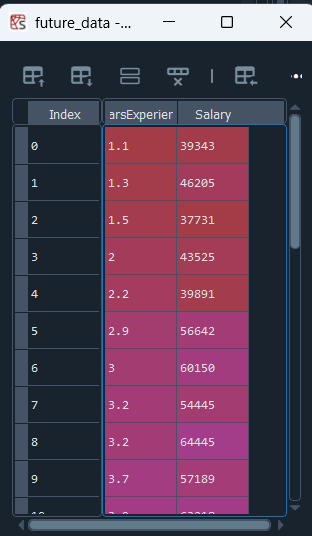 future_data -...
Index arsExperier Salary
0 1.1 39343
1 1.3 46205
2 1.5 37731
3 2 43525
4 2.2 39891
5 2.9 56642
6 3 60150
7 3.2 54445
8 3.2 64445
9 3.7 57189